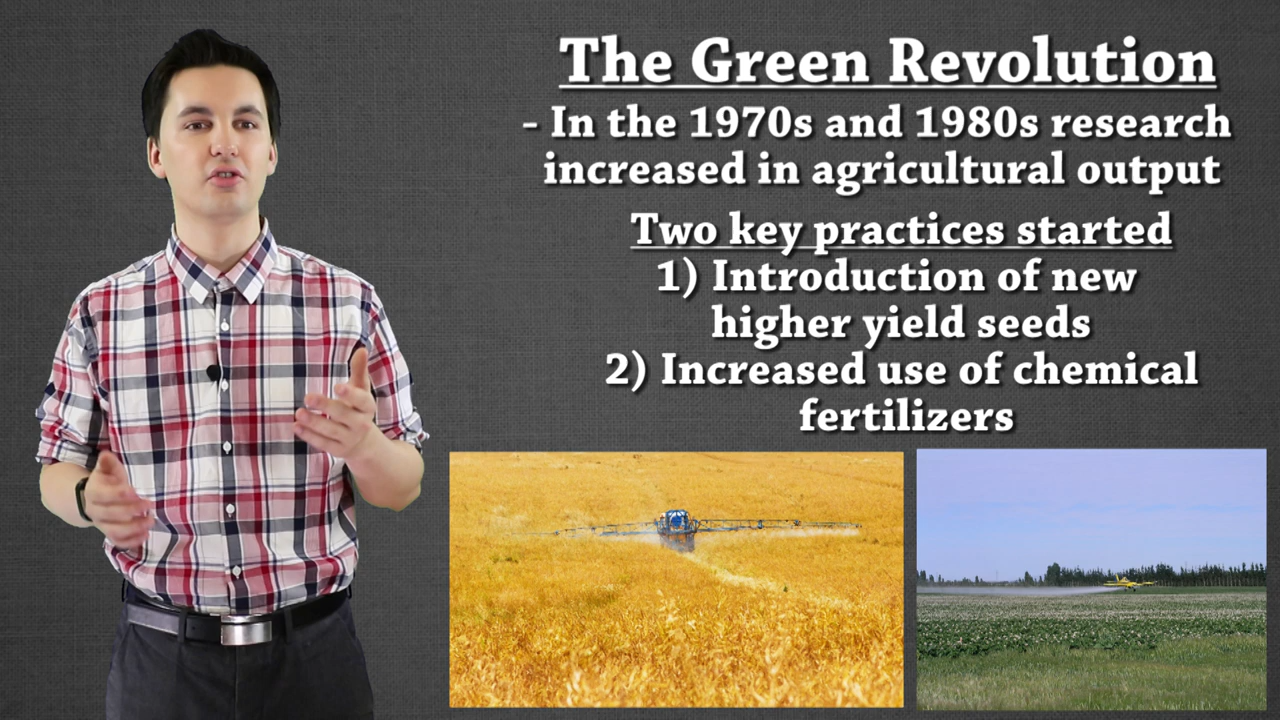 The Green Revolution
- In the 1970s and 1980s research
increased in agricultural output
Two key practices started
1) Introduction of new
higher yield seeds
2) Increased use of chemical
fertilizers